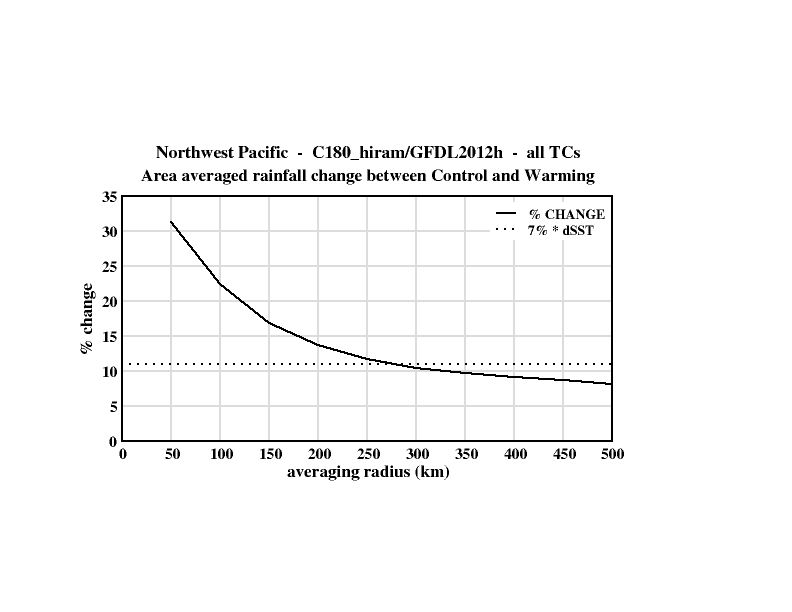 Northwest Pacific - C180_hiram/GFDL2012h - all TCs
Area averaged rainfall change between Control and Warming
% CHANGE
7% * dSST
35
30
25
20
15
10
5
0
% change
0 50 100 150 200 250 300 350 400 450 500
averaging radius (km)